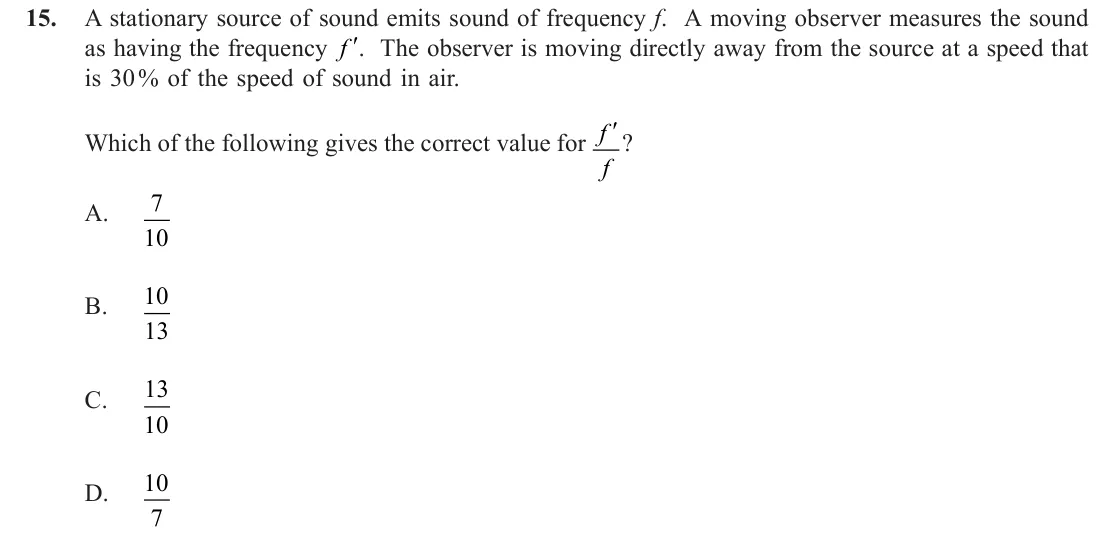 15. A stationary source of sound emits sound of frequency f. A moving observer measures the sound
as having the frequency f′. The observer is moving directly away from the source at a speed that
is 30% of the speed of sound in air.
Which of the following gives the correct value for f′/f?
A. 7/10
B. 10/13
C. 13/10
D. 10/7